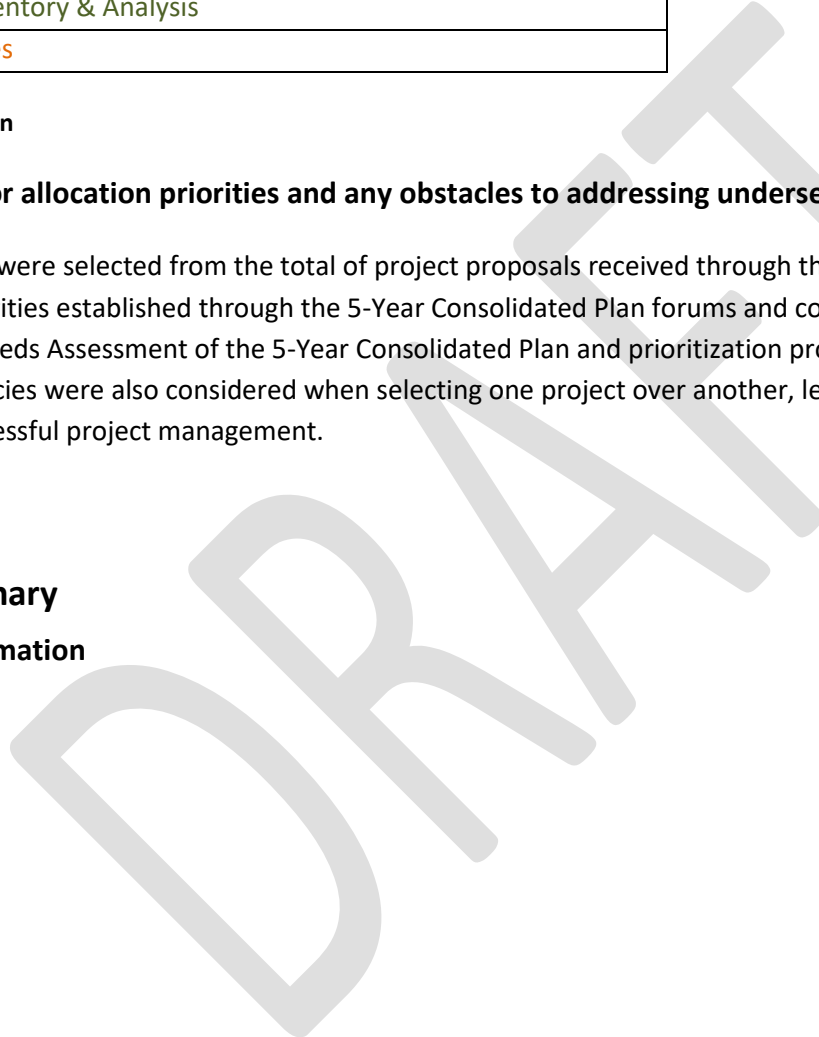 entory & Analysis
es
n
or allocation priorities and any obstacles to addressing underse
were selected from the total of project proposals received through th
ities established through the 5-Year Consolidated Plan forums and co
eds Assessment of the 5-Year Consolidated Plan and prioritization pro
cies were also considered when selecting one project over another, le
essful project management.
nary
mation
DRAFT